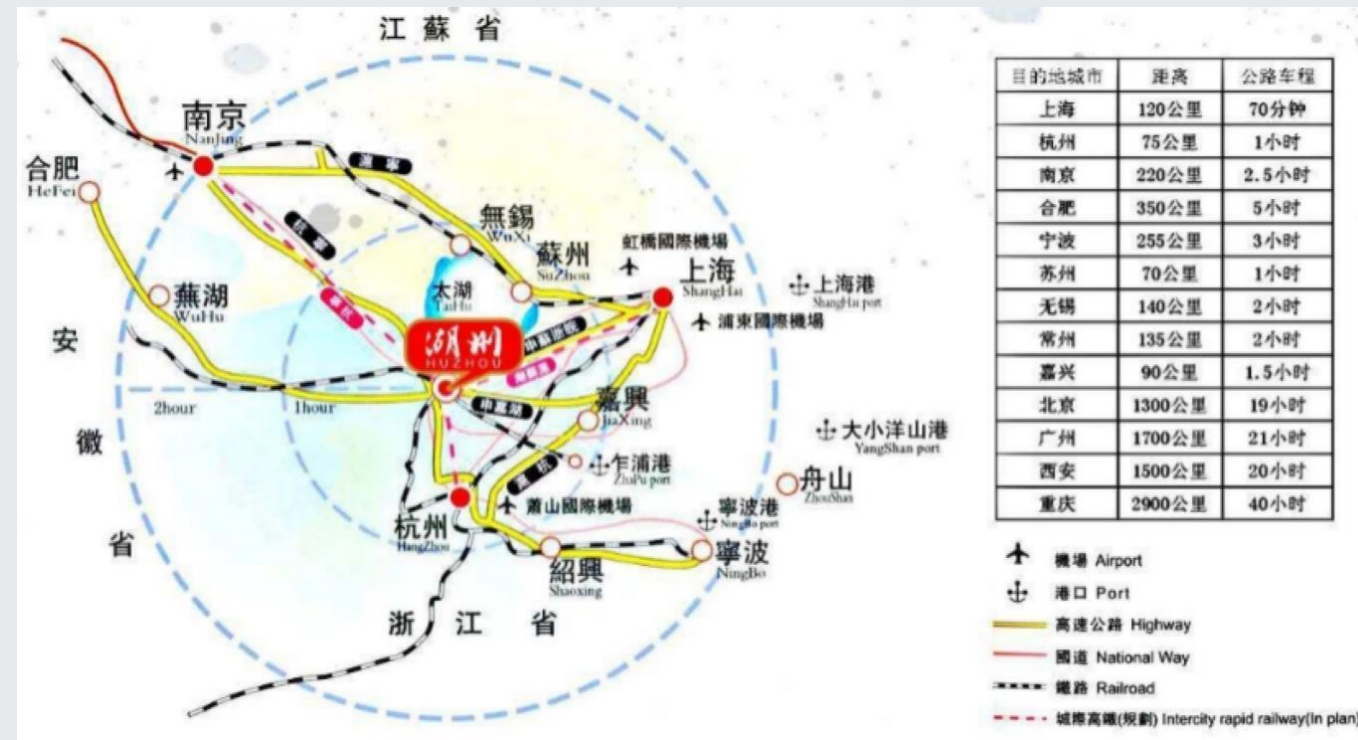 江蘇省
南京
NanJing
合肥
HeFei
滬寧
杭寧
無錫
WuXi
蘇州
SuZhou
虹橋國際機場
上海
ShangHai
上海港
ShangHai port
浦東國際機場
蕪湖
WuHu
太湖
TaiHu
湖州
HUZHOU
申蘇浙皖
安徽省
2hour
1hour
申嘉湖
嘉興
JiaXing
大小洋山港
YangShan port
乍浦港
ZhaPu port
舟山
ZhouShan
杭州
HangZhou
蕭山國際機場
寧波港
NingBo port
寧波
NingBo
紹興
Shaoxing
浙江省
目的地城市 距离 公路车程
上海 120公里 70分钟
杭州 75公里 1小时
南京 220公里 2.5小时
合肥 350公里 5小时
宁波 255公里 3小时
苏州 70公里 1小时
无锡 140公里 2小时
常州 135公里 2小时
嘉兴 90公里 1.5小时
北京 1300公里 19小时
广州 1700公里 21小时
西安 1500公里 20小时
重庆 2900公里 40小时
機場 Airport
港口 Port
高速公路 Highway
國道 National Way
鐵路 Railroad
城際高鐵(規劃) Intercity rapid railway(In plan)